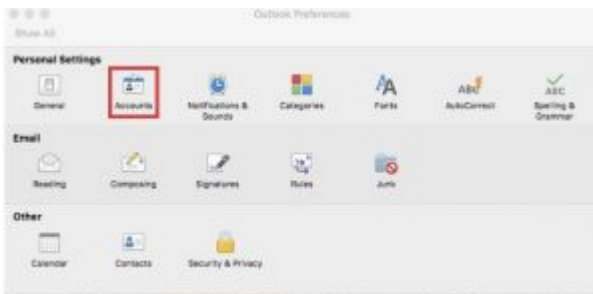 Outlook Preferences
Show All
Personal Settings
General
Accounts
Notifications &
Sounds
Categories
Fonts
AutoCorrect
Spelling &
Grammar
Email
Reading
Composing
Signatures
Rules
Junk
Other
Calendar
Contacts
Security & Privacy